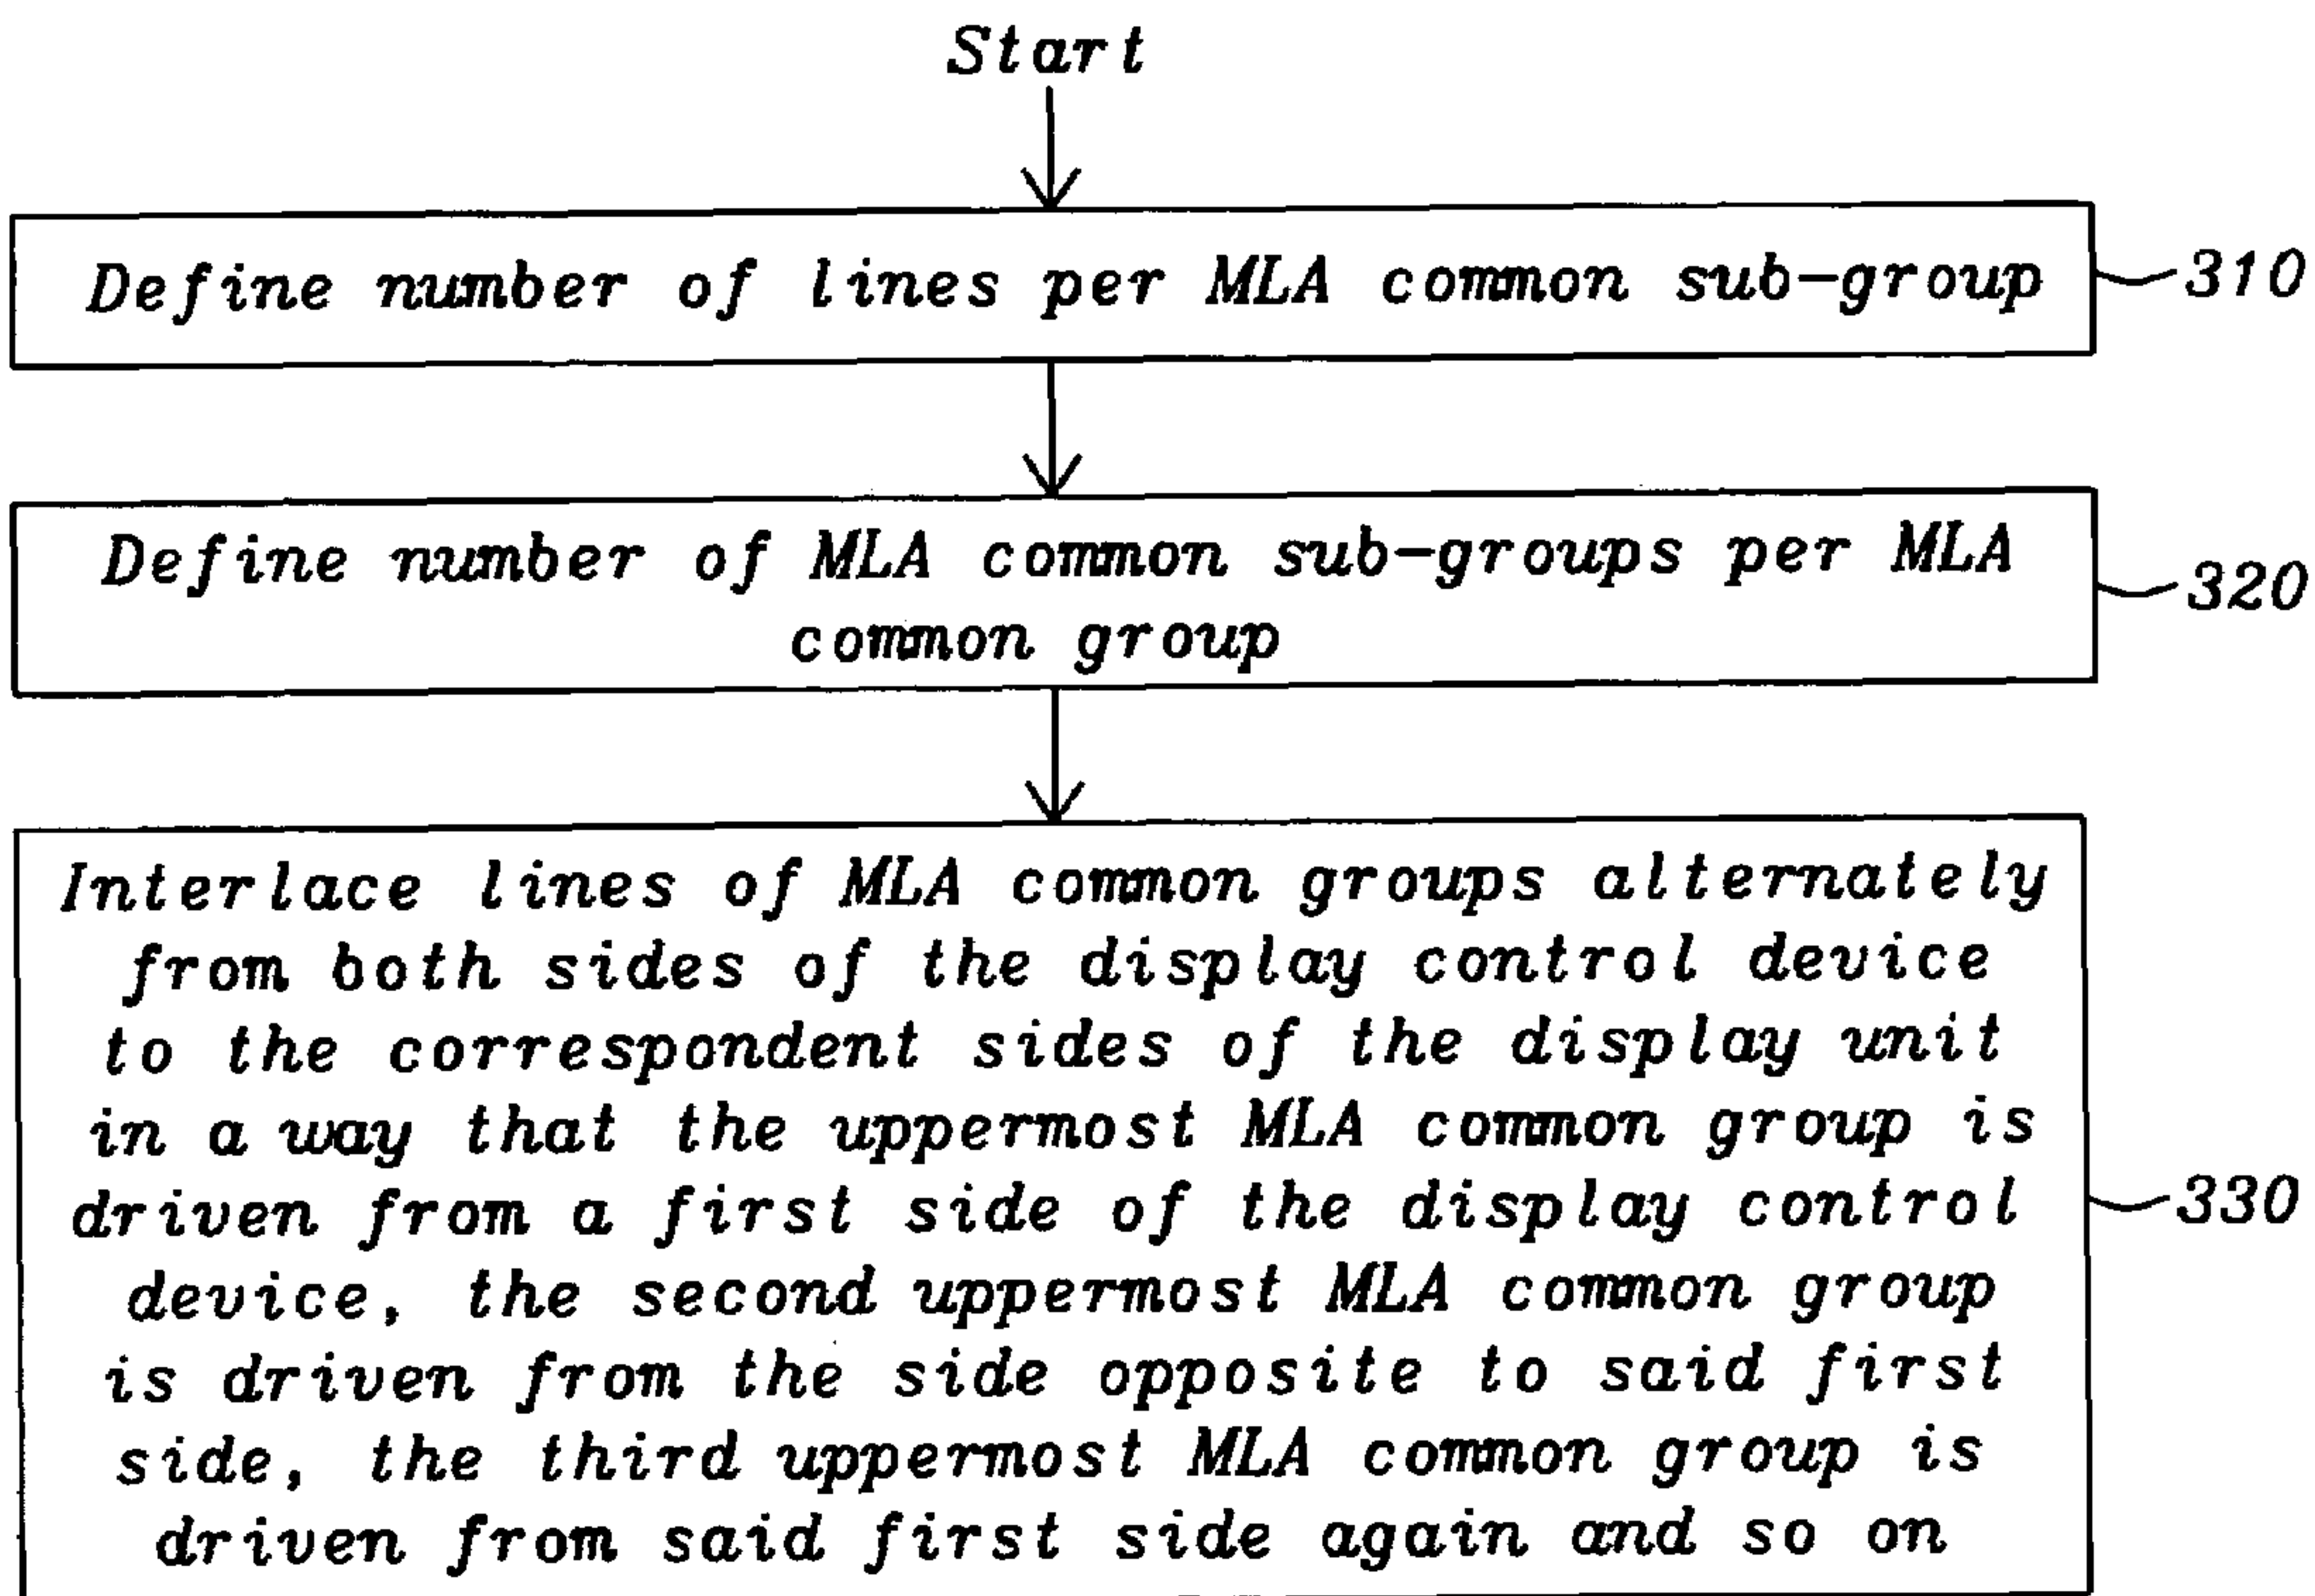 Start
Define number of lines per MLA common sub-group
310
Define number of MLA common sub-groups per MLA
common group
320
Interlace lines of MLA common groups alternately
from both sides of the display control device
to the correspondent sides of the display unit
in a way that the uppermost MLA common group is
driven from a first side of the display control
device, the second uppermost MLA common group
is driven from the side opposite to said first
side, the third uppermost MLA common group is
driven from said first side again and so on
330